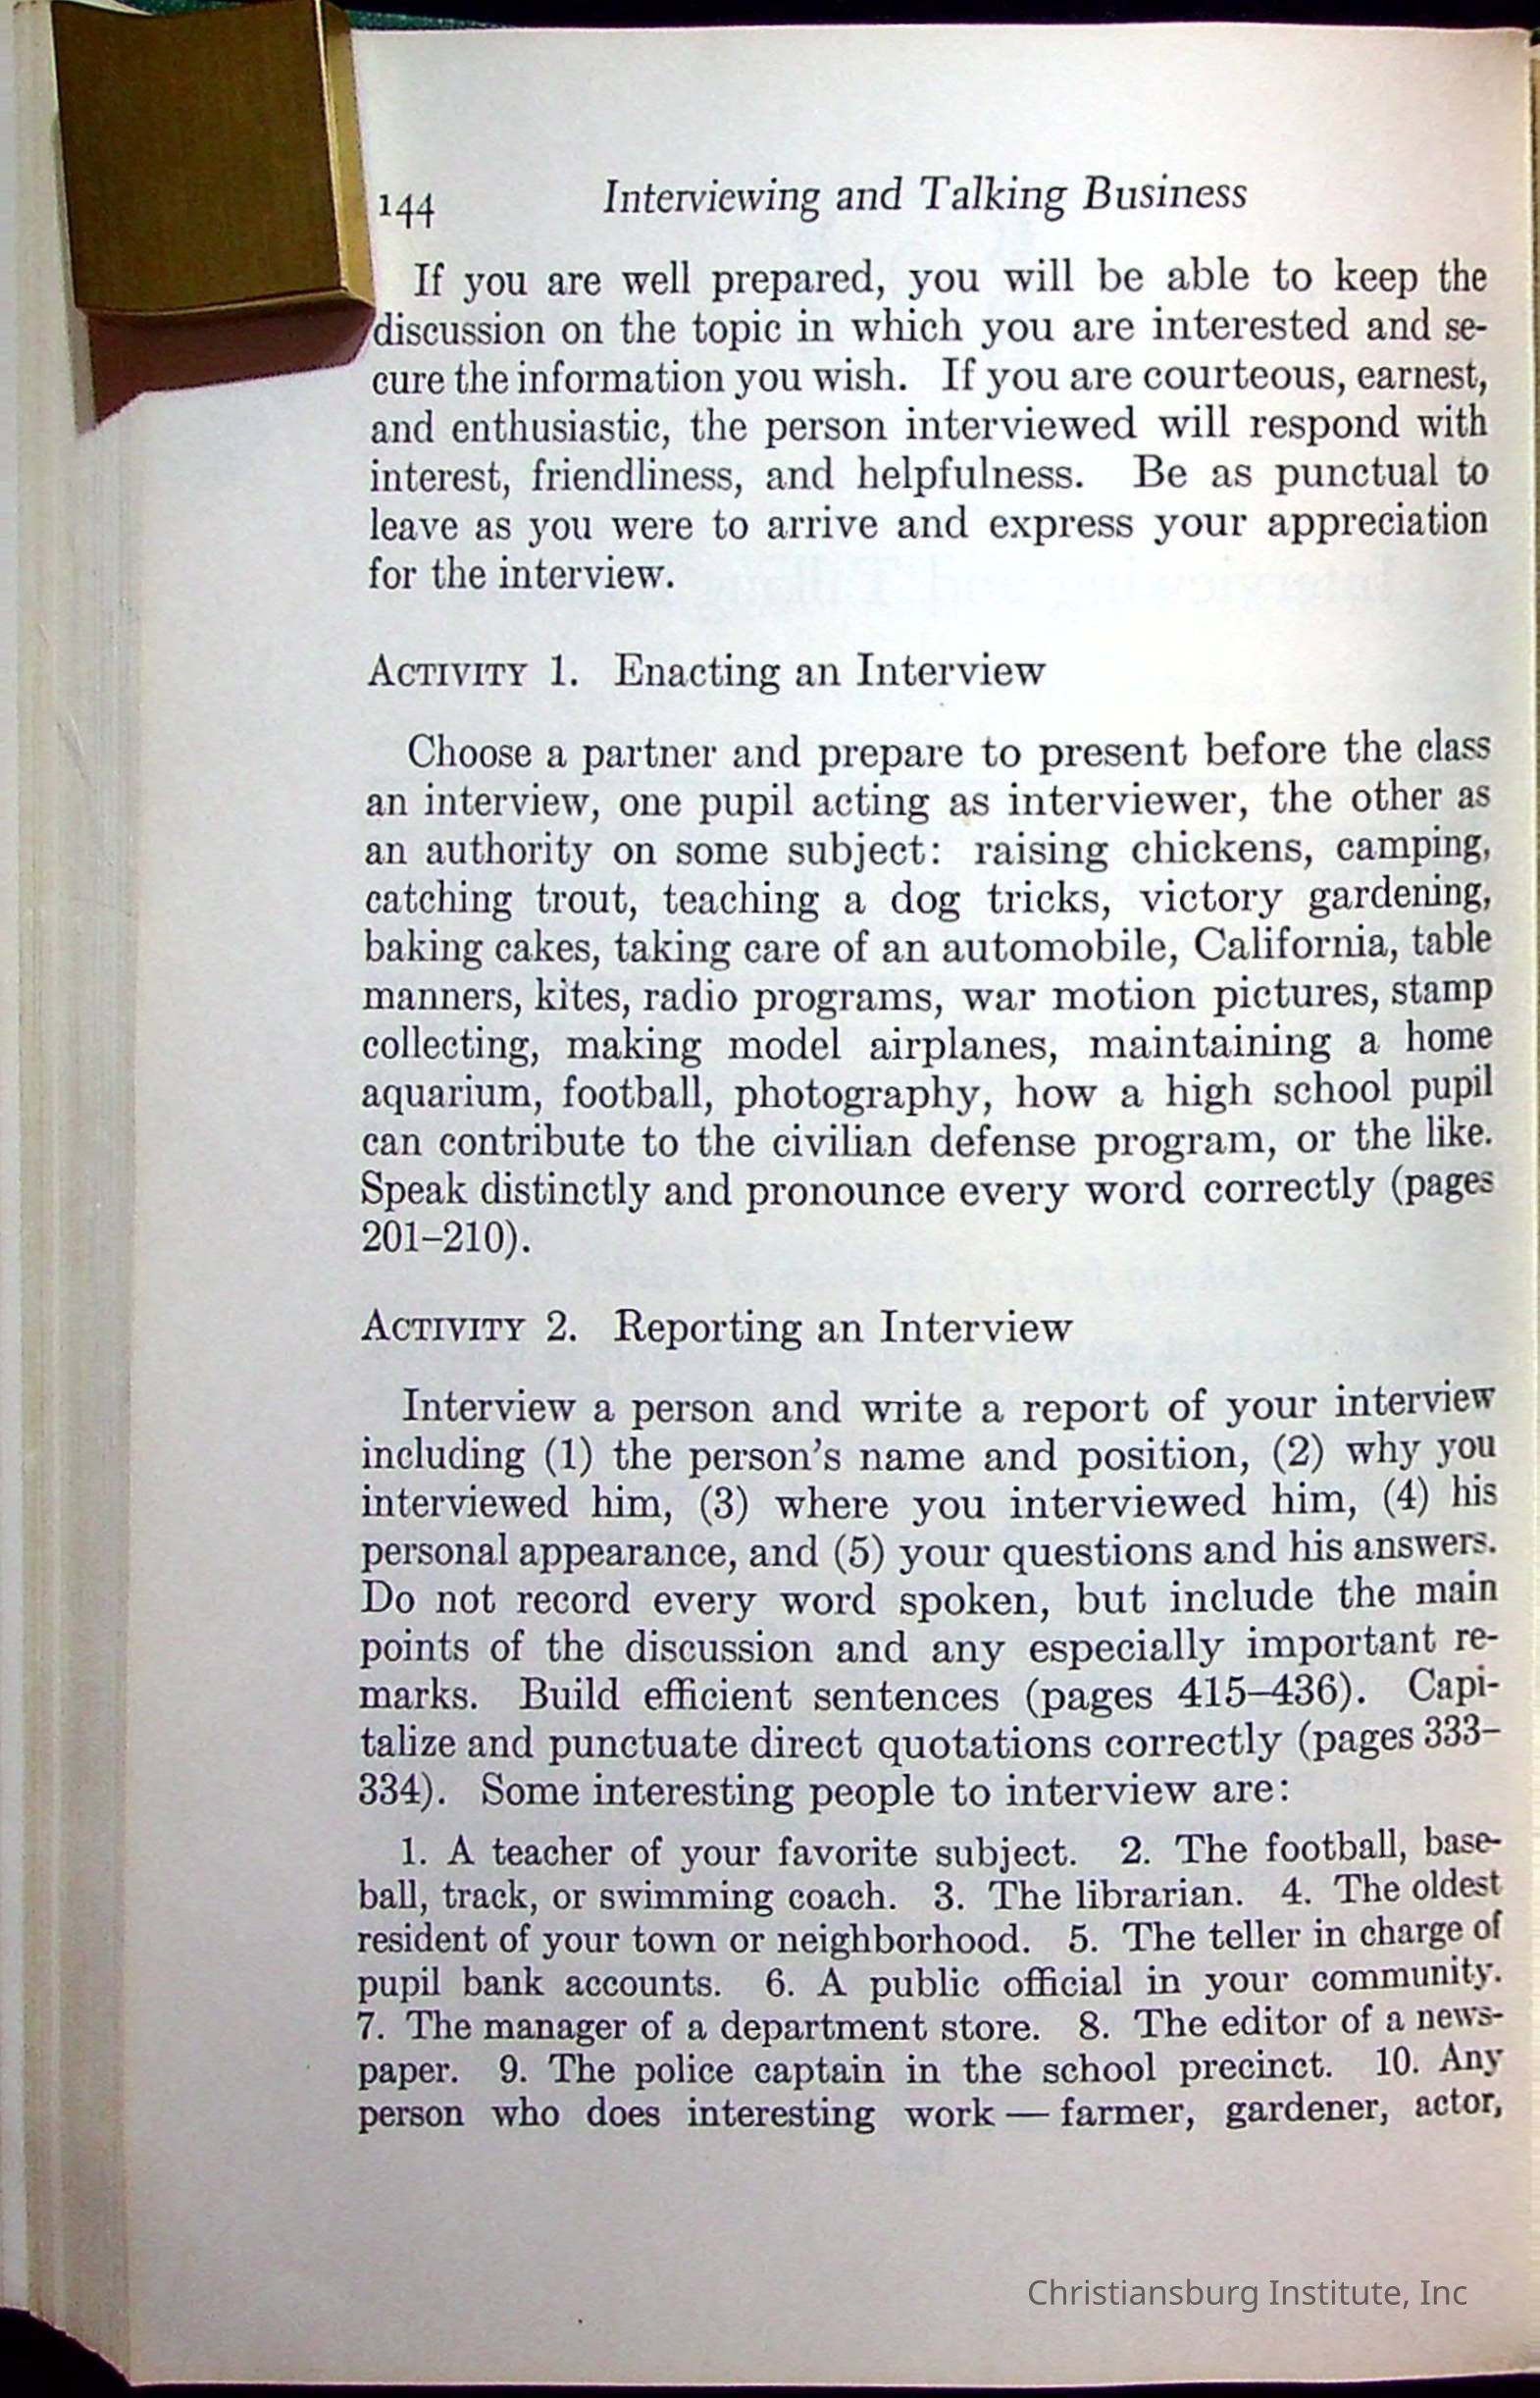 144 Interviewing and Talking Business
If you are well prepared, you will be able to keep the
discussion on the topic in which you are interested and se-
cure the information you wish. If you are courteous, earnest,
and enthusiastic, the person interviewed will respond with
interest, friendliness, and helpfulness. Be as punctual to
leave as you were to arrive and express your appreciation
for the interview.
ACTIVITY 1. Enacting an Interview
Choose a partner and prepare to present before the class
an interview, one pupil acting as interviewer, the other as
an authority on some subject: raising chickens, camping,
catching trout, teaching a dog tricks, victory gardening,
baking cakes, taking care of an automobile, California, table
manners, kites, radio programs, war motion pictures, stamp
collecting, making model airplanes, maintaining a home
aquarium, football, photography, how a high school pupil
can contribute to the civilian defense program, or the like.
Speak distinctly and pronounce every word correctly (pages
201–210).
ACTIVITY 2. Reporting an Interview
Interview a person and write a report of your interview
including (1) the person's name and position, (2) why you
interviewed him, (3) where you interviewed him, (4) his
personal appearance, and (5) your questions and his answers.
Do not record every word spoken, but include the main
points of the discussion and any especially important re-
marks. Build efficient sentences (pages 415–436). Capi-
talize and punctuate direct quotations correctly (pages 333–
334). Some interesting people to interview are:
1. A teacher of your favorite subject. 2. The football, base-
ball, track, or swimming coach. 3. The librarian. 4. The oldest
resident of your town or neighborhood. 5. The teller in charge of
pupil bank accounts. 6. A public official in your community.
7. The manager of a department store. 8. The editor of a news-
paper. 9. The police captain in the school precinct. 10. Any
person who does interesting work — farmer, gardener, actor,
Christiansburg Institute, Inc